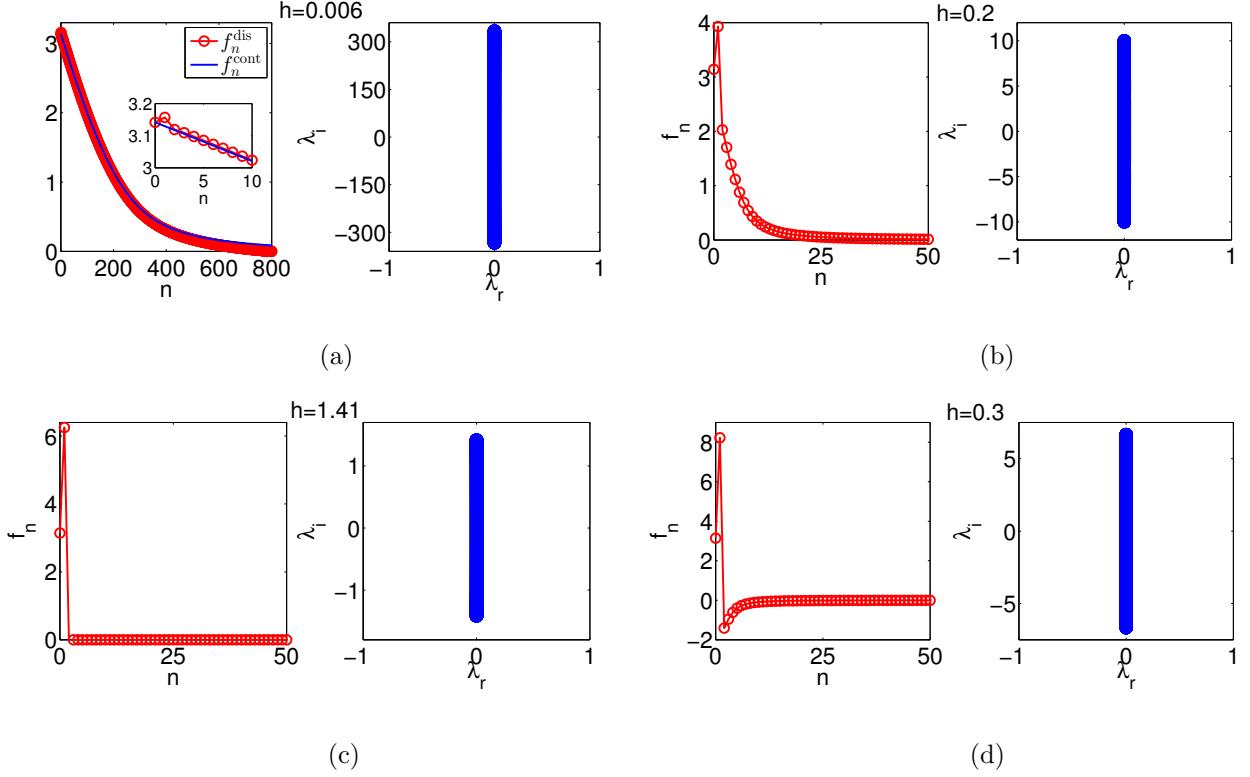 h=0.006
3
2
1
0
0 200 400 600 800
n
f_n^dis
f_n^cont
3.2
3.1
3
0 5 10
n
300
150
0
−150
−300
λ_i
−1 0 1
λ_r
(a)
h=0.2
4
3
2
1
0
f_n
0 25 50
n
10
5
0
−5
−10
λ_i
−1 0 1
λ_r
(b)
h=1.41
6
4
2
0
f_n
0 25 50
n
1
0
−1
λ_i
−1 0 1
λ_r
(c)
h=0.3
8
6
4
2
0
−2
f_n
0 25 50
n
5
0
−5
λ_i
−1 0 1
λ_r
(d)